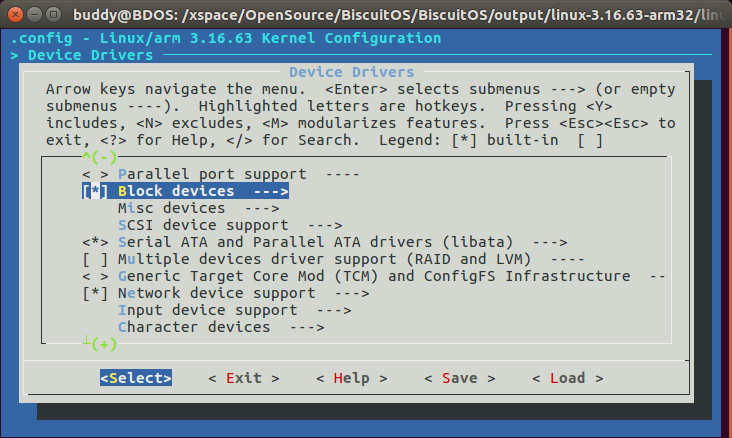 buddy@BDOS: /xspace/OpenSource/BiscuitOS/BiscuitOS/output/linux-3.16.63-arm32/linu
.config - Linux/arm 3.16.63 Kernel Configuration
> Device Drivers
Device Drivers
Arrow keys navigate the menu.  <Enter> selects submenus ---> (or empty
submenus ----).  Highlighted letters are hotkeys.  Pressing <Y>
includes, <N> excludes, <M> modularizes features.  Press <Esc><Esc> to
exit, <?> for Help, </> for Search.  Legend: [*] built-in  [ ]
^(-)
< > Parallel port support  ----
[*] Block devices  --->
Misc devices  --->
SCSI device support  --->
<*> Serial ATA and Parallel ATA drivers (libata)  --->
[ ] Multiple devices driver support (RAID and LVM)  ----
< > Generic Target Core Mod (TCM) and ConfigFS Infrastructure  --
[*] Network device support  --->
Input device support  --->
Character devices  --->
(+)
<Select>    < Exit >    < Help >    < Save >    < Load >